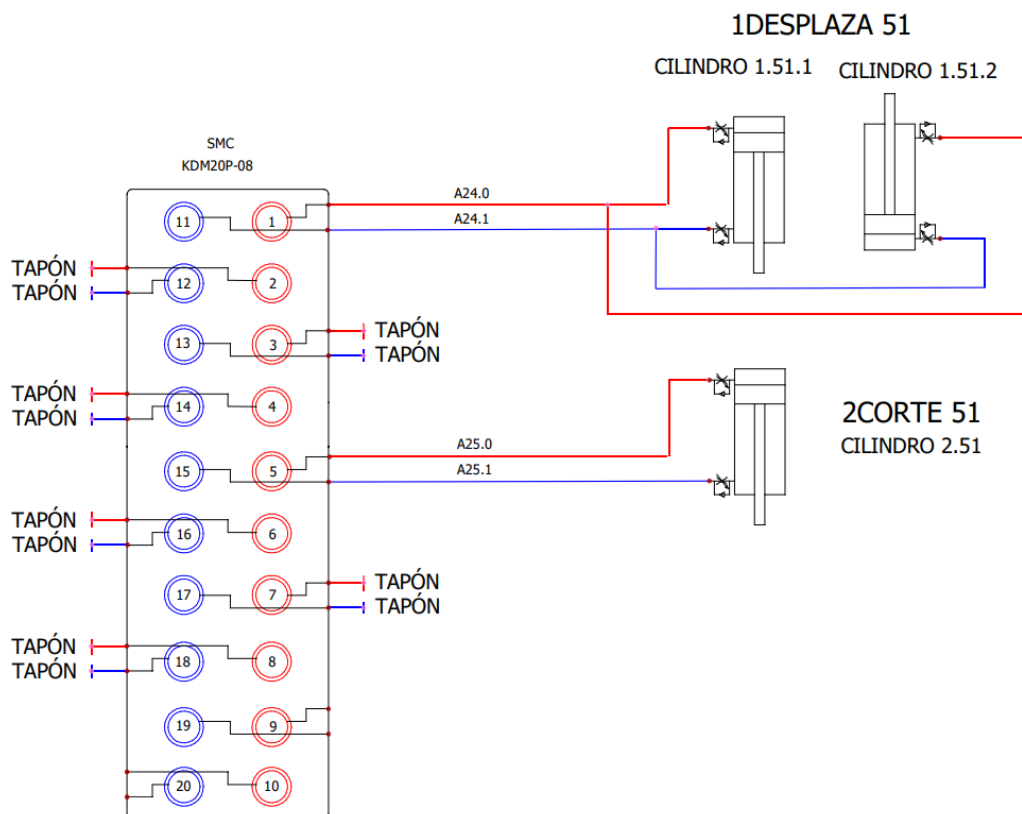 1DESPLAZA 51
CILINDRO 1.51.1
CILINDRO 1.51.2
SMC
KDM20P-08
A24.0
A24.1
11
1
TAPÓN
TAPÓN
12
2
13
3
TAPÓN
TAPÓN
TAPÓN
TAPÓN
14
4
2CORTE 51
CILINDRO 2.51
A25.0
A25.1
15
5
TAPÓN
TAPÓN
16
6
17
7
TAPÓN
TAPÓN
TAPÓN
TAPÓN
18
8
19
9
20
10